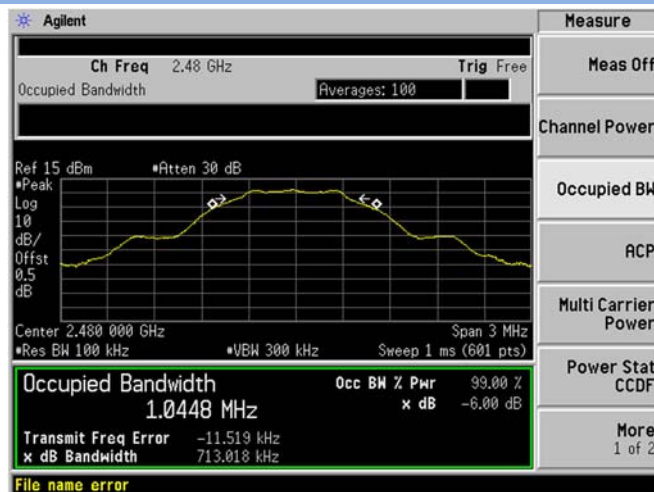 Agilent
Measure
Ch Freq 2.48 GHz Trig Free
Occupied Bandwidth Averages: 100
Ref 15 dBm #Atten 30 dB
#Peak
Log
10
dB/
Offst
0.5
dB
Center 2.480 000 GHz Span 3 MHz
#Res BW 100 kHz #VBW 300 kHz Sweep 1 ms (601 pts)
Occupied Bandwidth Occ BW % Pwr 99.00 %
1.0448 MHz x dB -6.00 dB
Transmit Freq Error -11.519 kHz
x dB Bandwidth 713.018 kHz
File name error
Meas Off
Channel Power
Occupied BW
ACP
Multi Carrier
Power
Power Stat
CCDF
More
1 of 2